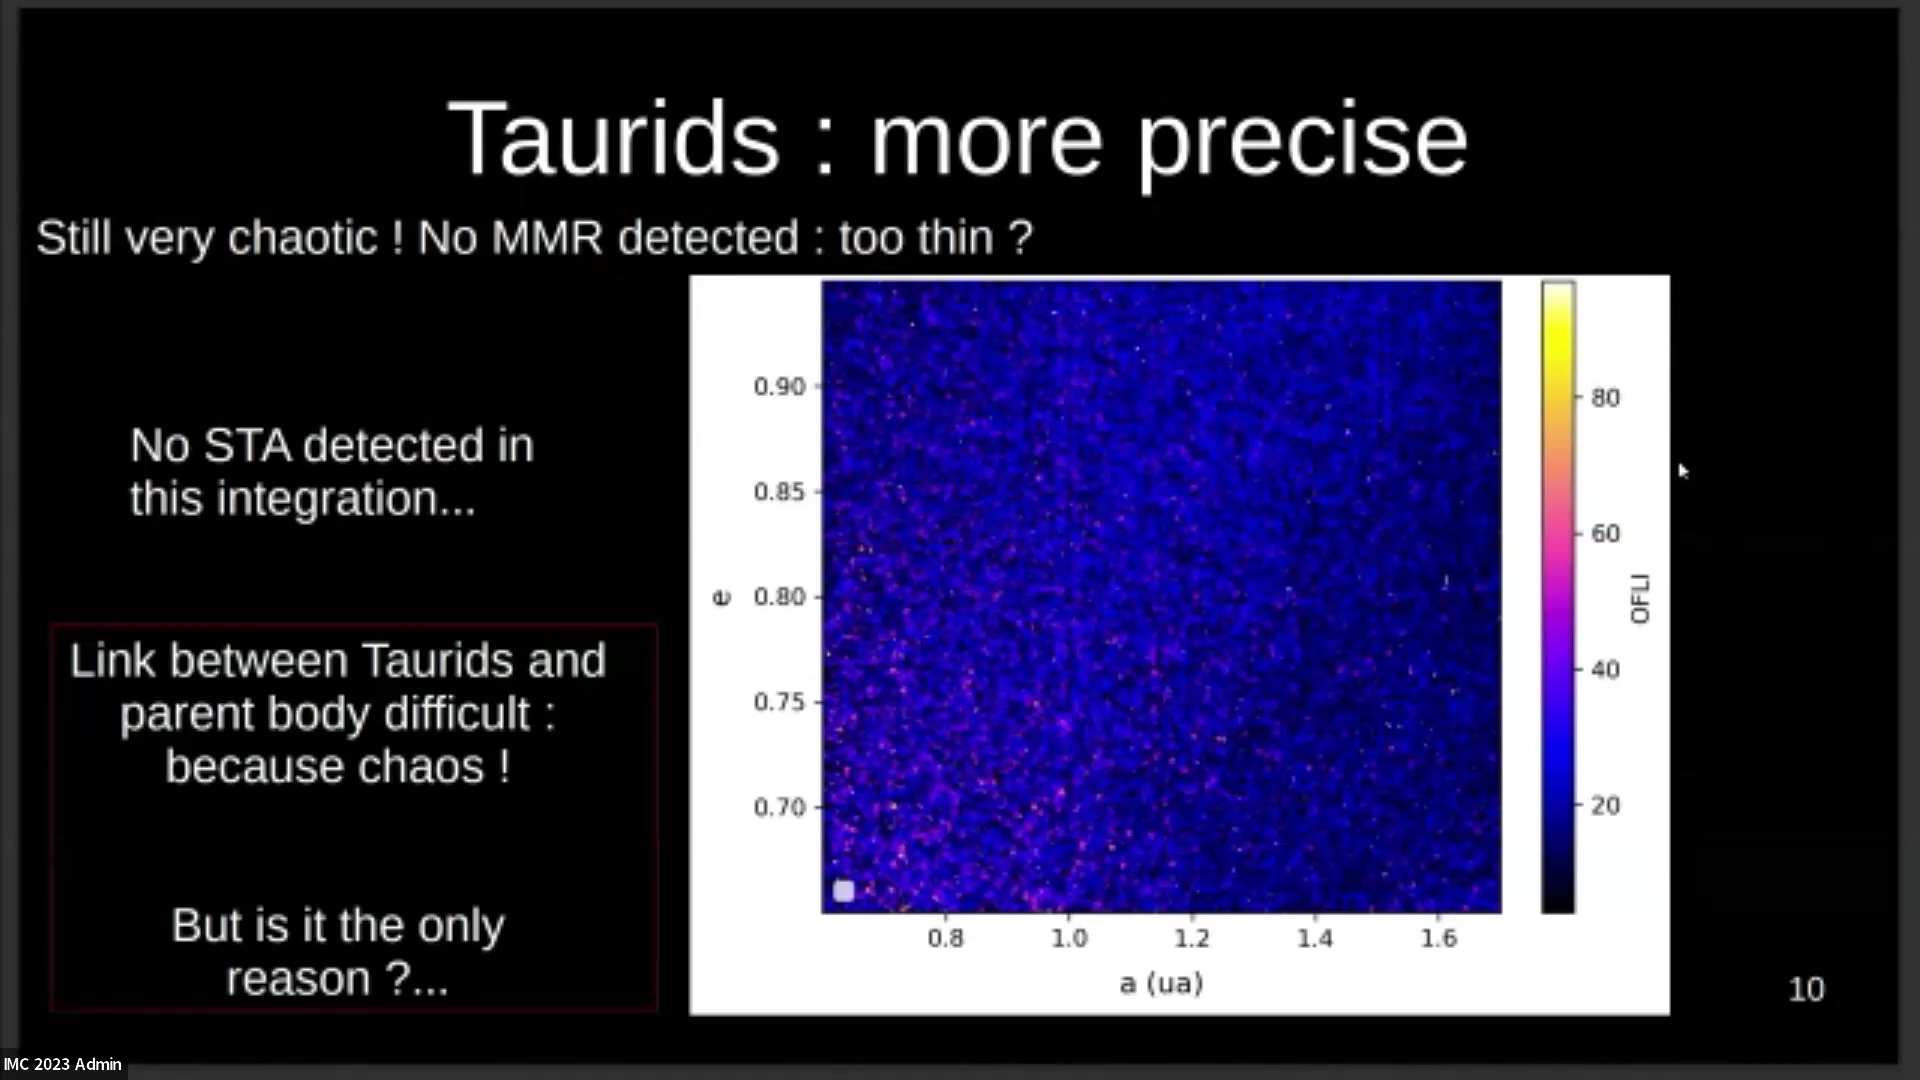 Taurids : more precise
Still very chaotic ! No MMR detected : too thin ?
No STA detected in
this integration...
Link between Taurids and
parent body difficult :
because chaos !
But is it the only
reason ?...
0.90
0.85
0.80
0.75
0.70
e
0.8 1.0 1.2 1.4 1.6
a (ua)
80
60
40
20
OFLI
10
IMC 2023 Admin